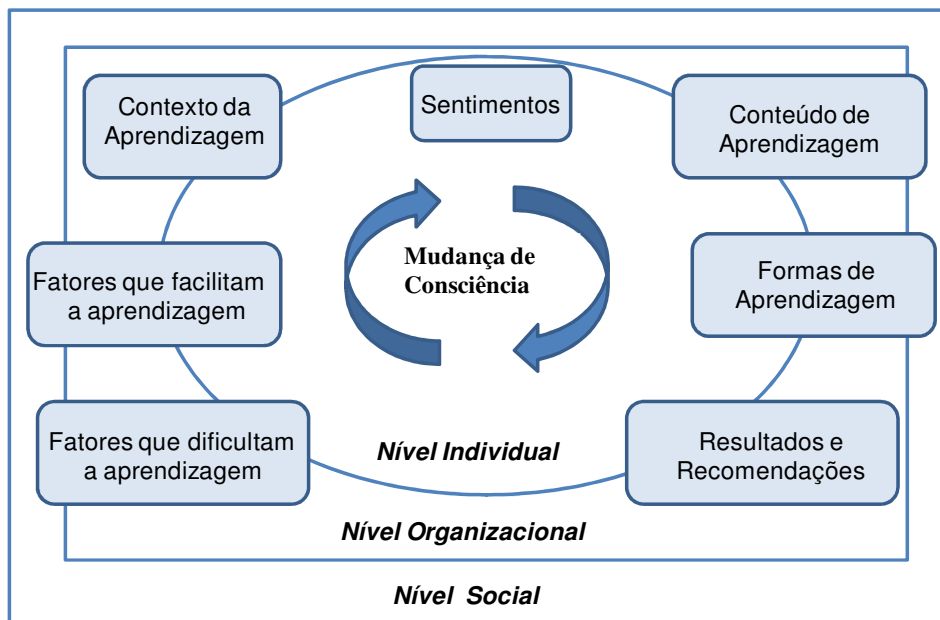 Contexto da
Aprendizagem
Sentimentos
Conteúdo de
Aprendizagem
Fatores que facilitam
a aprendizagem
Mudança de
Consciência
Formas de
Aprendizagem
Fatores que dificultam
a aprendizagem
Nível Individual
Resultados e
Recomendações
Nível Organizacional
Nível Social